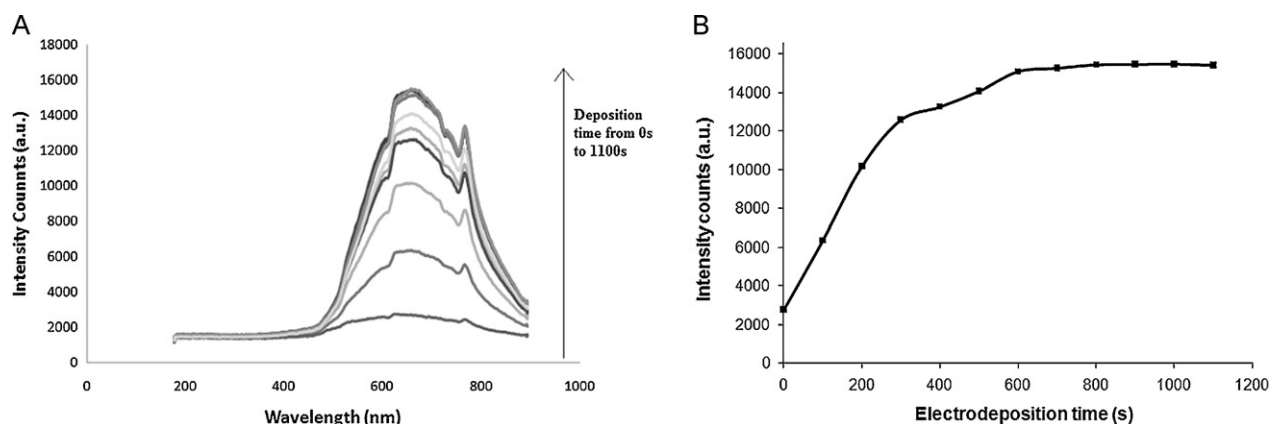 A
18000
16000
14000
12000
10000
8000
6000
4000
2000
0
Intensity Counnts (a.u.)
0 200 400 600 800 1000
Wavelength (nm)
Deposition
time from 0s
to 1100s
B
16000
14000
12000
10000
8000
6000
4000
2000
0
Intensity counts (a.u.)
0 200 400 600 800 1000 1200
Electrodeposition time (s)